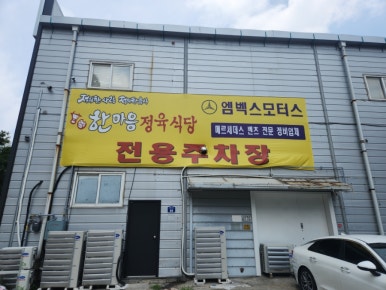 한마음 정육식당
엠벡스모터스
메르세데스 벤츠 전문 정비업체
전용주차장